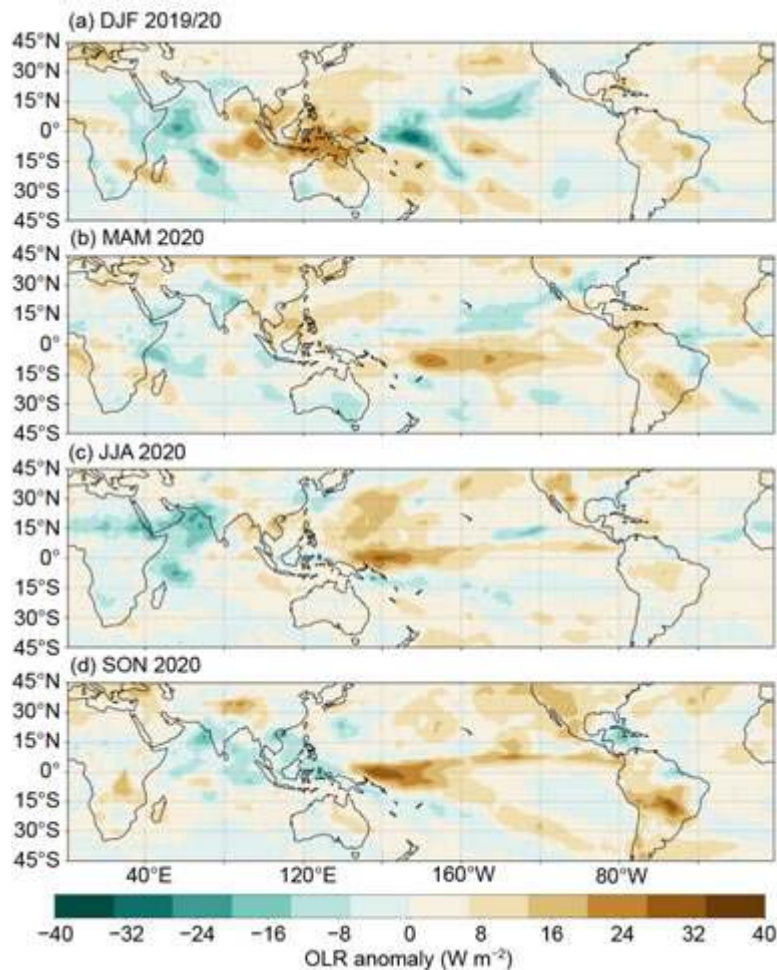 (a) DJF 2019/20
45°N
30°N
15°N
0°
15°S
30°S
45°S
(b) MAM 2020
45°N
30°N
15°N
0°
15°S
30°S
45°S
(c) JJA 2020
45°N
30°N
15°N
0°
15°S
30°S
45°S
(d) SON 2020
45°N
30°N
15°N
0°
15°S
30°S
45°S
40°E 120°E 160°W 80°W
−40 −32 −24 −16 −8 0 8 16 24 32 40
OLR anomaly (W m⁻²)